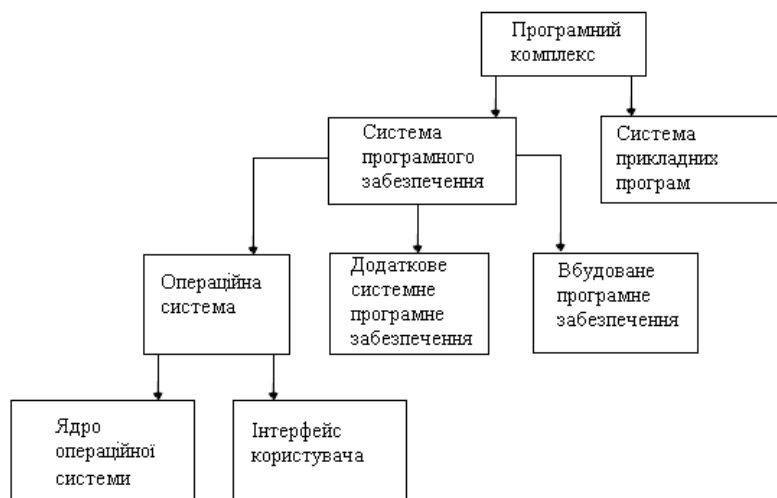 Програмний
комплекс
Система
програмного
забезпечення
Система
прикладних
програм
Операційна
система
Додаткове
системне
програмне
забезпечення
Вбудоване
програмне
забезпечення
Ядро
операційної
системи
Інтерфейс
користувача